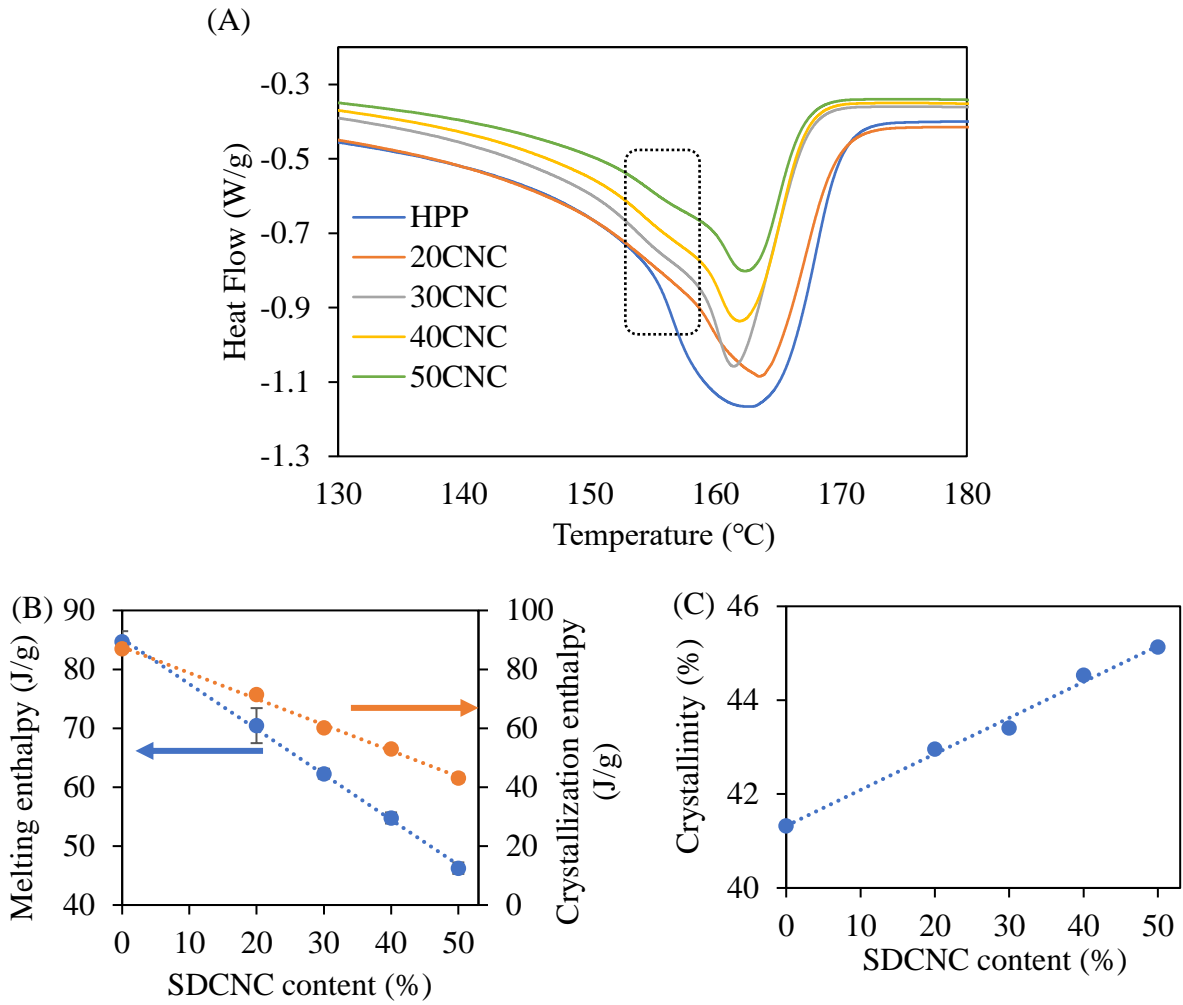 (A)
-0.3
-0.5
-0.7
-0.9
-1.1
-1.3
Heat Flow (W/g)
HPP
20CNC
30CNC
40CNC
50CNC
130 140 150 160 170 180
Temperature (°C)
(B)
90
80
70
60
50
40
Melting enthalpy (J/g)
100
80
60
40
20
0
Crystallization enthalpy
(J/g)
0 10 20 30 40 50
SDCNC content (%)
(C)
46
44
42
40
Crystallinity (%)
0 10 20 30 40 50
SDCNC content (%)